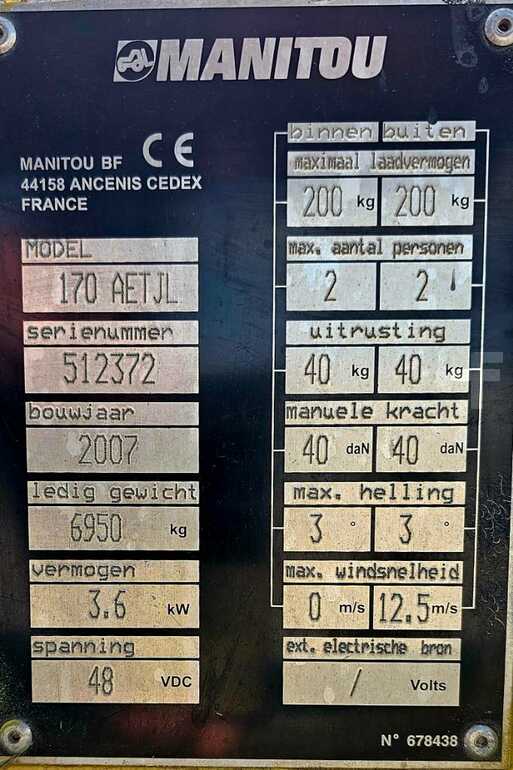 MANITOU
MANITOU BF CE
44158 ANCENIS CEDEX
FRANCE
MODEL
170 AETJL
serienummer
512372
bouwjaar
2007
ledig gewicht
6950 kg
vermogen
3.6 kW
spanning
48 VDC
binnen buiten
maximaal laadvermogen
200 kg 200 kg
max. aantal personen
2 2
uitrusting
40 kg 40 kg
manuele kracht
40 daN 40 daN
max. helling
3 ° 3 °
max. windsnelheid
0 m/s 12.5 m/s
ext. electrische bron
/ Volts
N° 678438